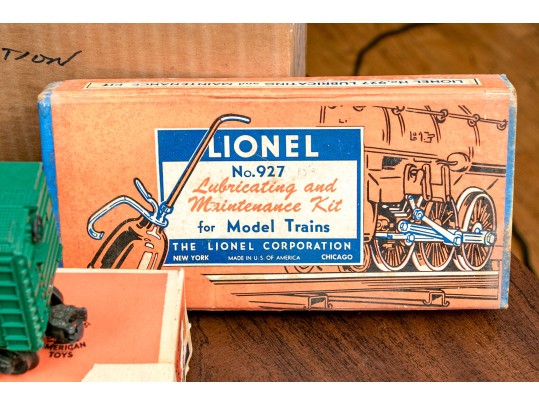 TION
LIONEL No. 927 LUBRICATING and MAINTENANCE KIT
LIONEL
No. 927
Lubricating and
Maintenance Kit
for Model Trains
THE LIONEL CORPORATION
NEW YORK MADE IN U.S. OF AMERICA CHICAGO
AMERICAN
TOYS